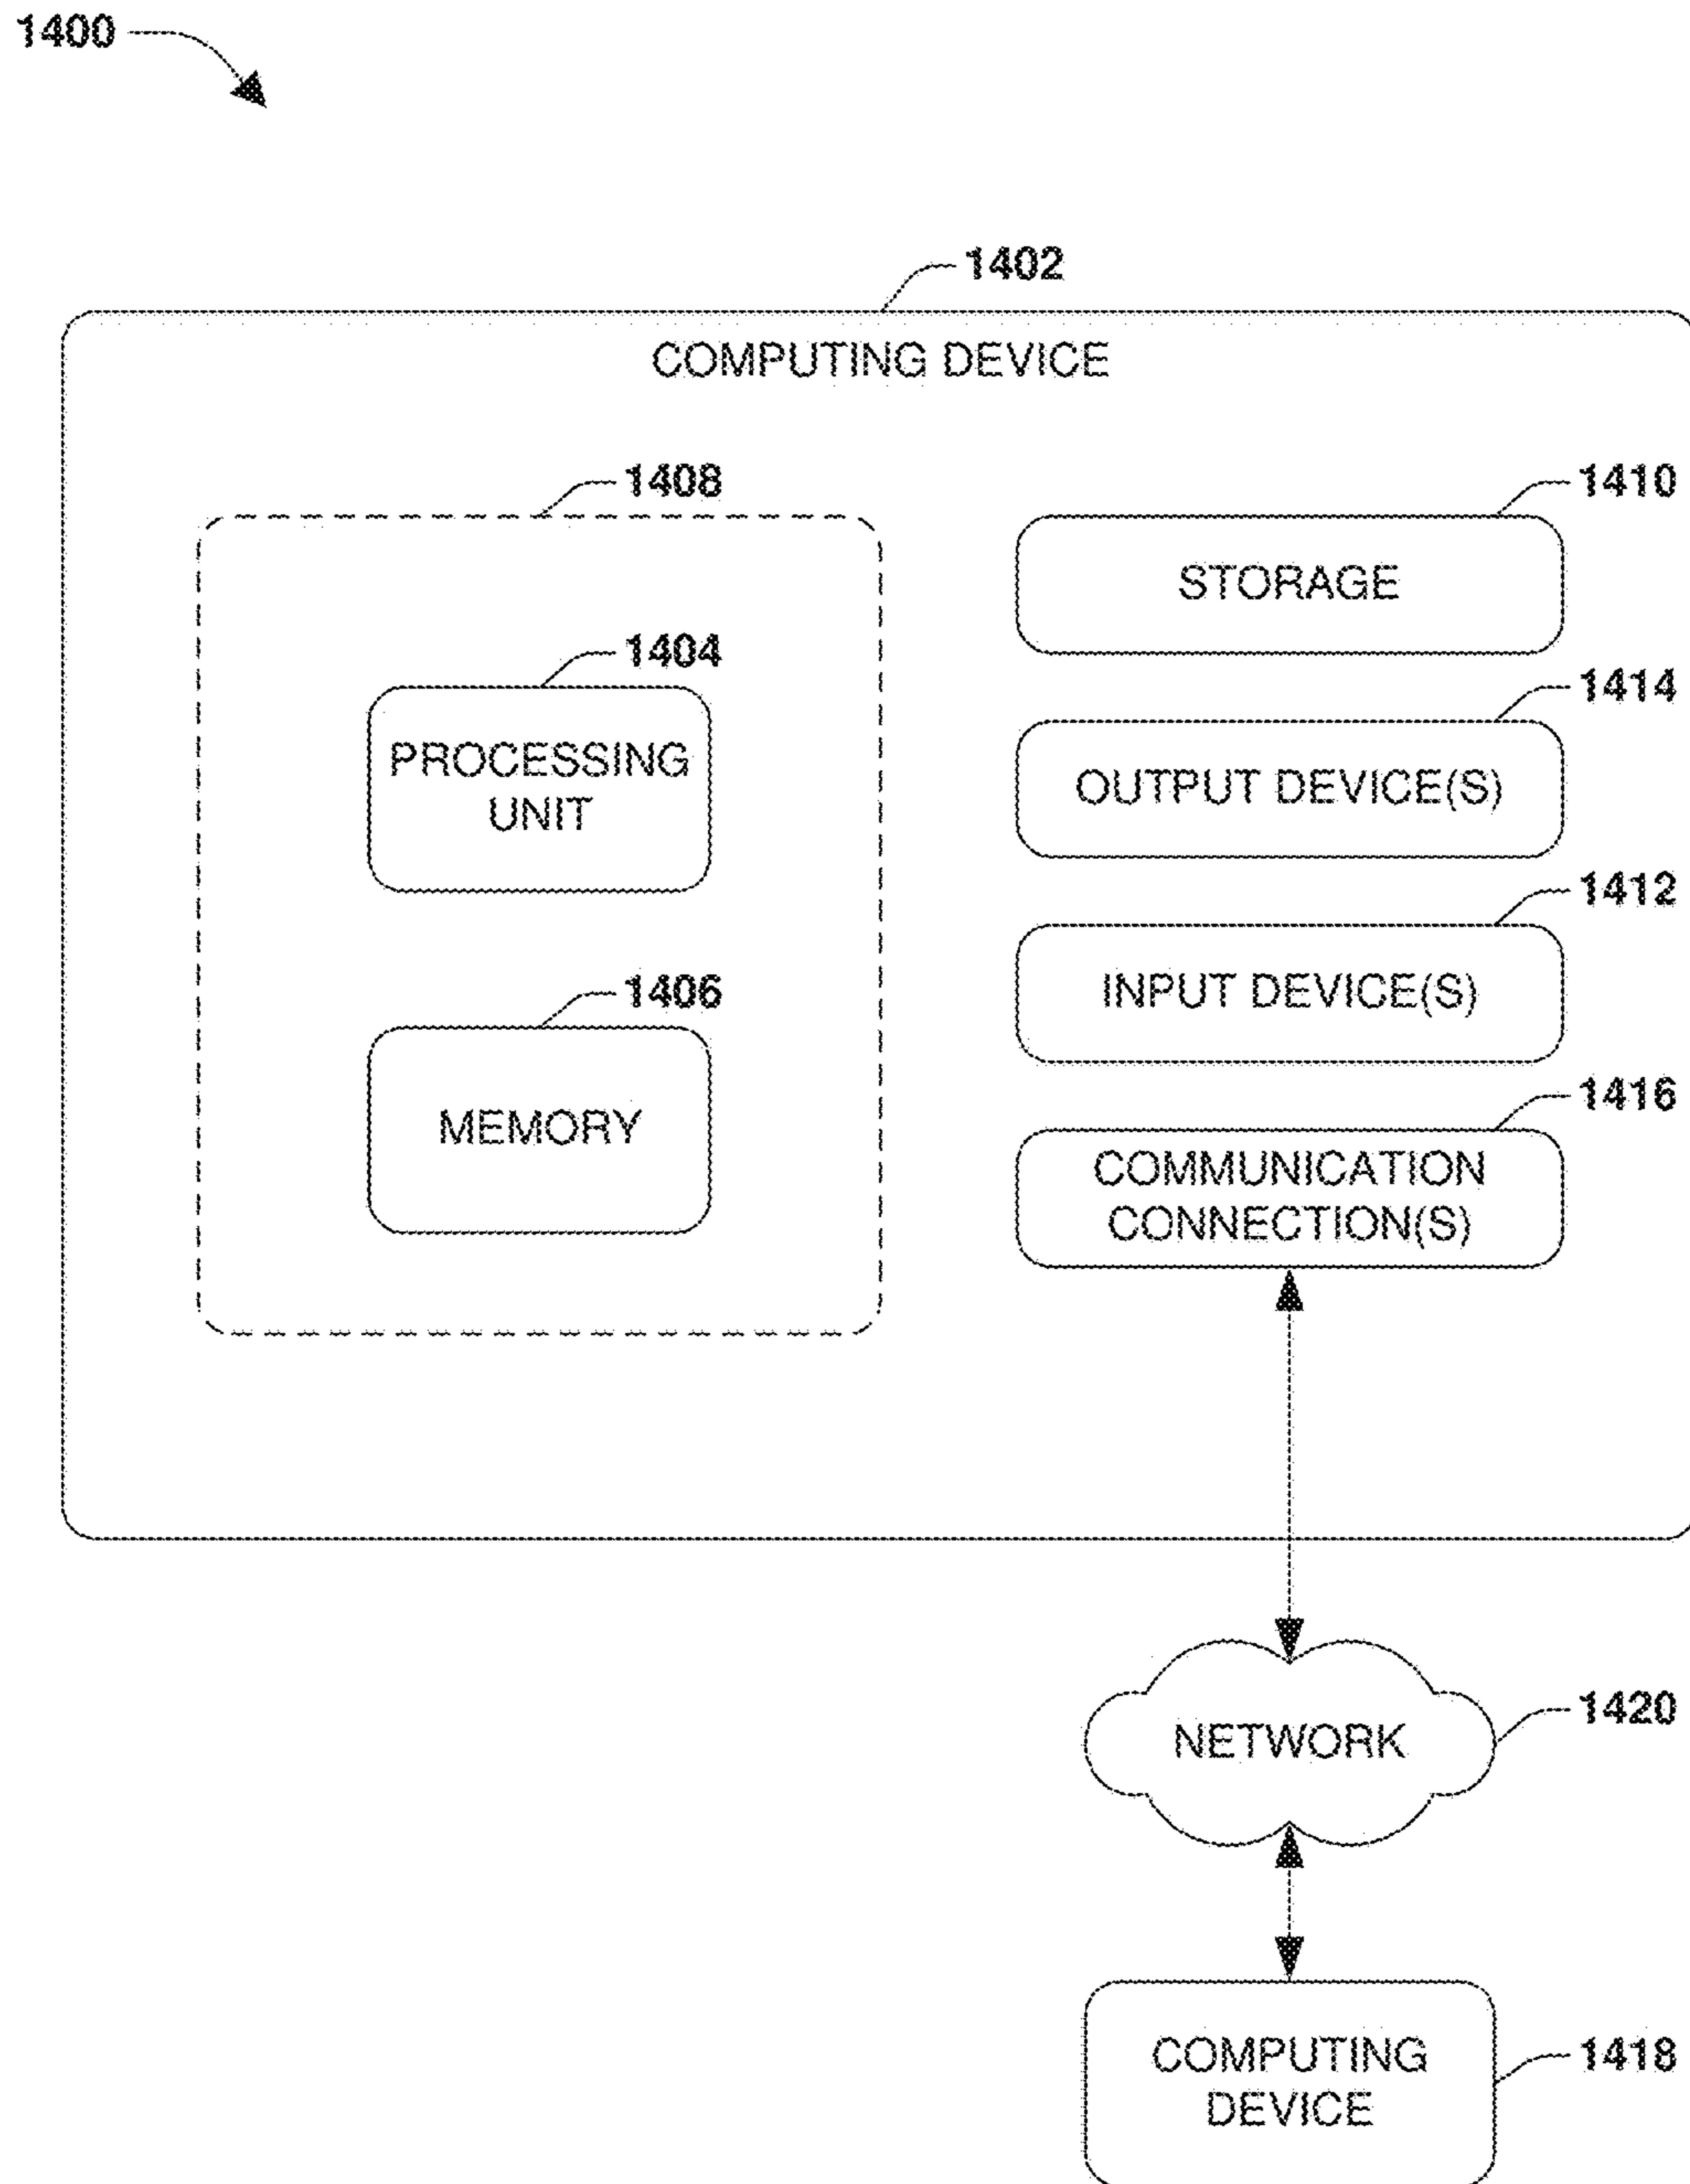 1400
1402
COMPUTING DEVICE
1408
1410
STORAGE
1404
1414
PROCESSING
UNIT
OUTPUT DEVICE(S)
1412
1406
INPUT DEVICE(S)
MEMORY
1416
COMMUNICATION
CONNECTION(S)
1420
NETWORK
1418
COMPUTING
DEVICE